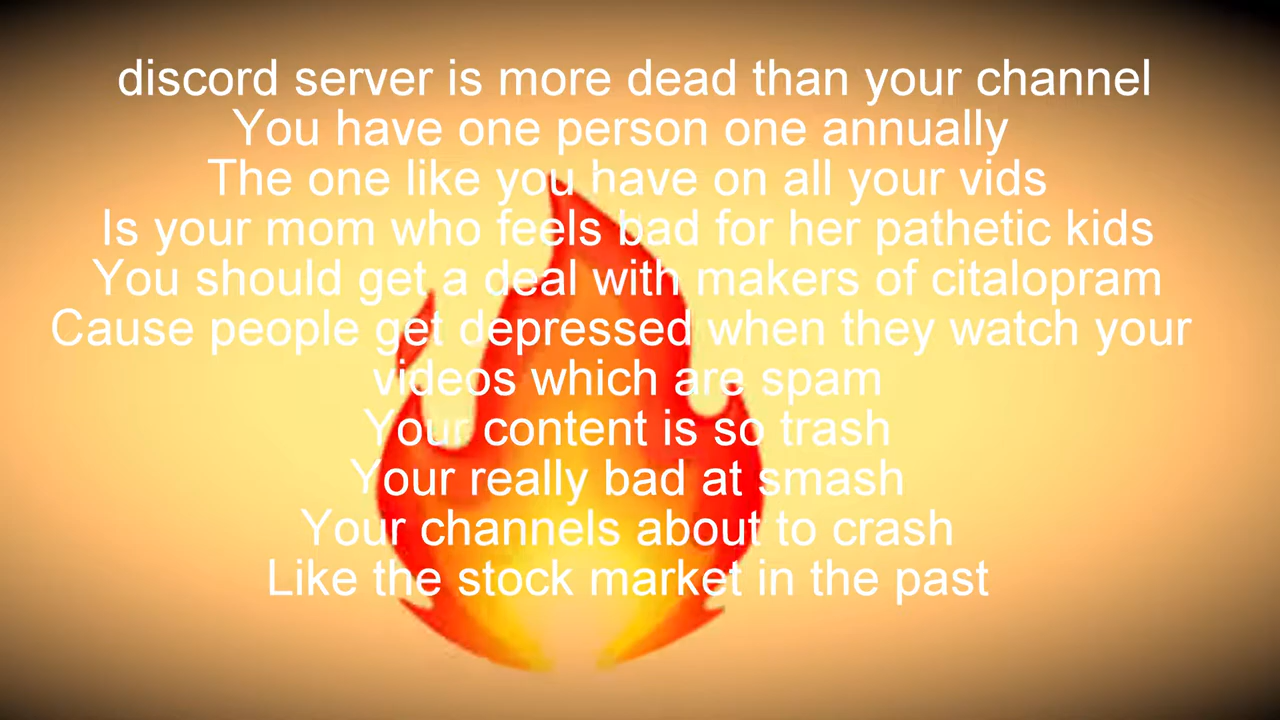 discord server is more dead than your channel
You have one person one annually
The one like you have on all your vids
Is your mom who feels bad for her pathetic kids
You should get a deal with makers of citalopram
Cause people get depressed when they watch your
videos which are spam
Your content is so trash
Your really bad at smash
Your channels about to crash
Like the stock market in the past